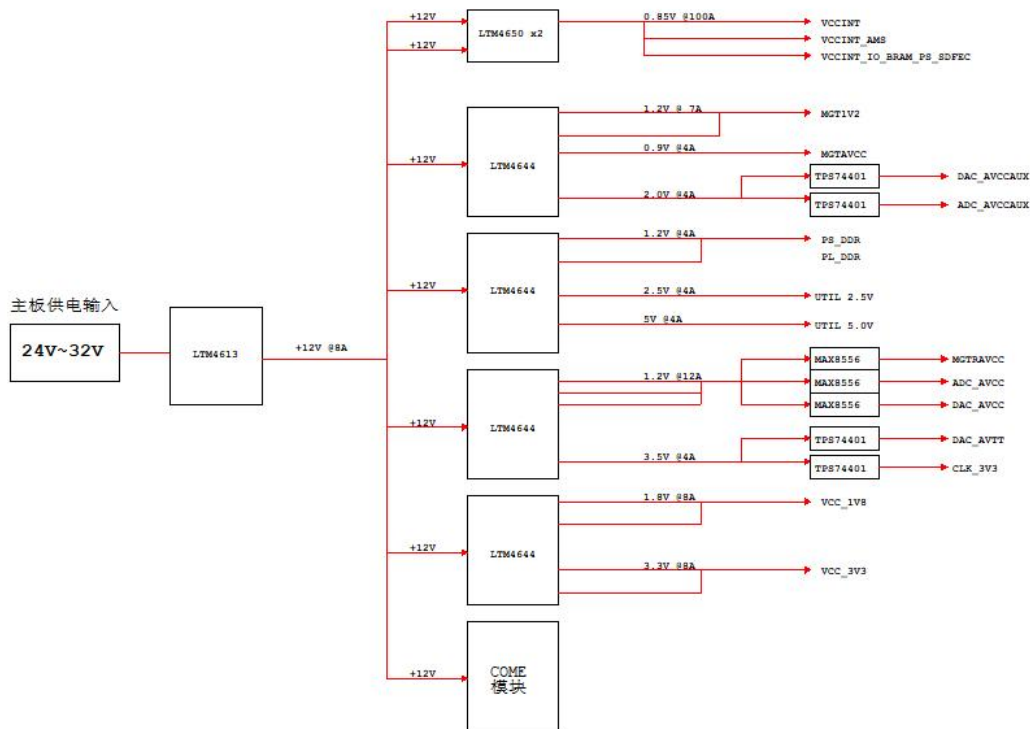 +12V
0.85V @100A
VCCINT
LTM4650 x2
VCCINT_AMS
+12V
VCCINT_IO_BRAM_PS_SDFEC
1.2V @ 7A
MGT1V2
0.9V @4A
MGTAVCC
+12V
LTM4644
TPS74401
DAC_AVCCAUX
2.0V @4A
TPS74401
ADC_AVCCAUX
1.2V @4A
PS_DDR
PL_DDR
+12V
LTM4644
2.5V @4A
UTIL 2.5V
5V @4A
UTIL 5.0V
主板供电输入
24V~32V
LTM4613
+12V @8A
MAX8556
MGTRAVCC
1.2V @12A
MAX8556
ADC_AVCC
MAX8556
DAC_AVCC
+12V
LTM4644
TPS74401
DAC_AVTT
3.5V @4A
TPS74401
CLK_3V3
1.8V @8A
VCC_1V8
+12V
LTM4644
3.3V @8A
VCC_3V3
+12V
COME
模块